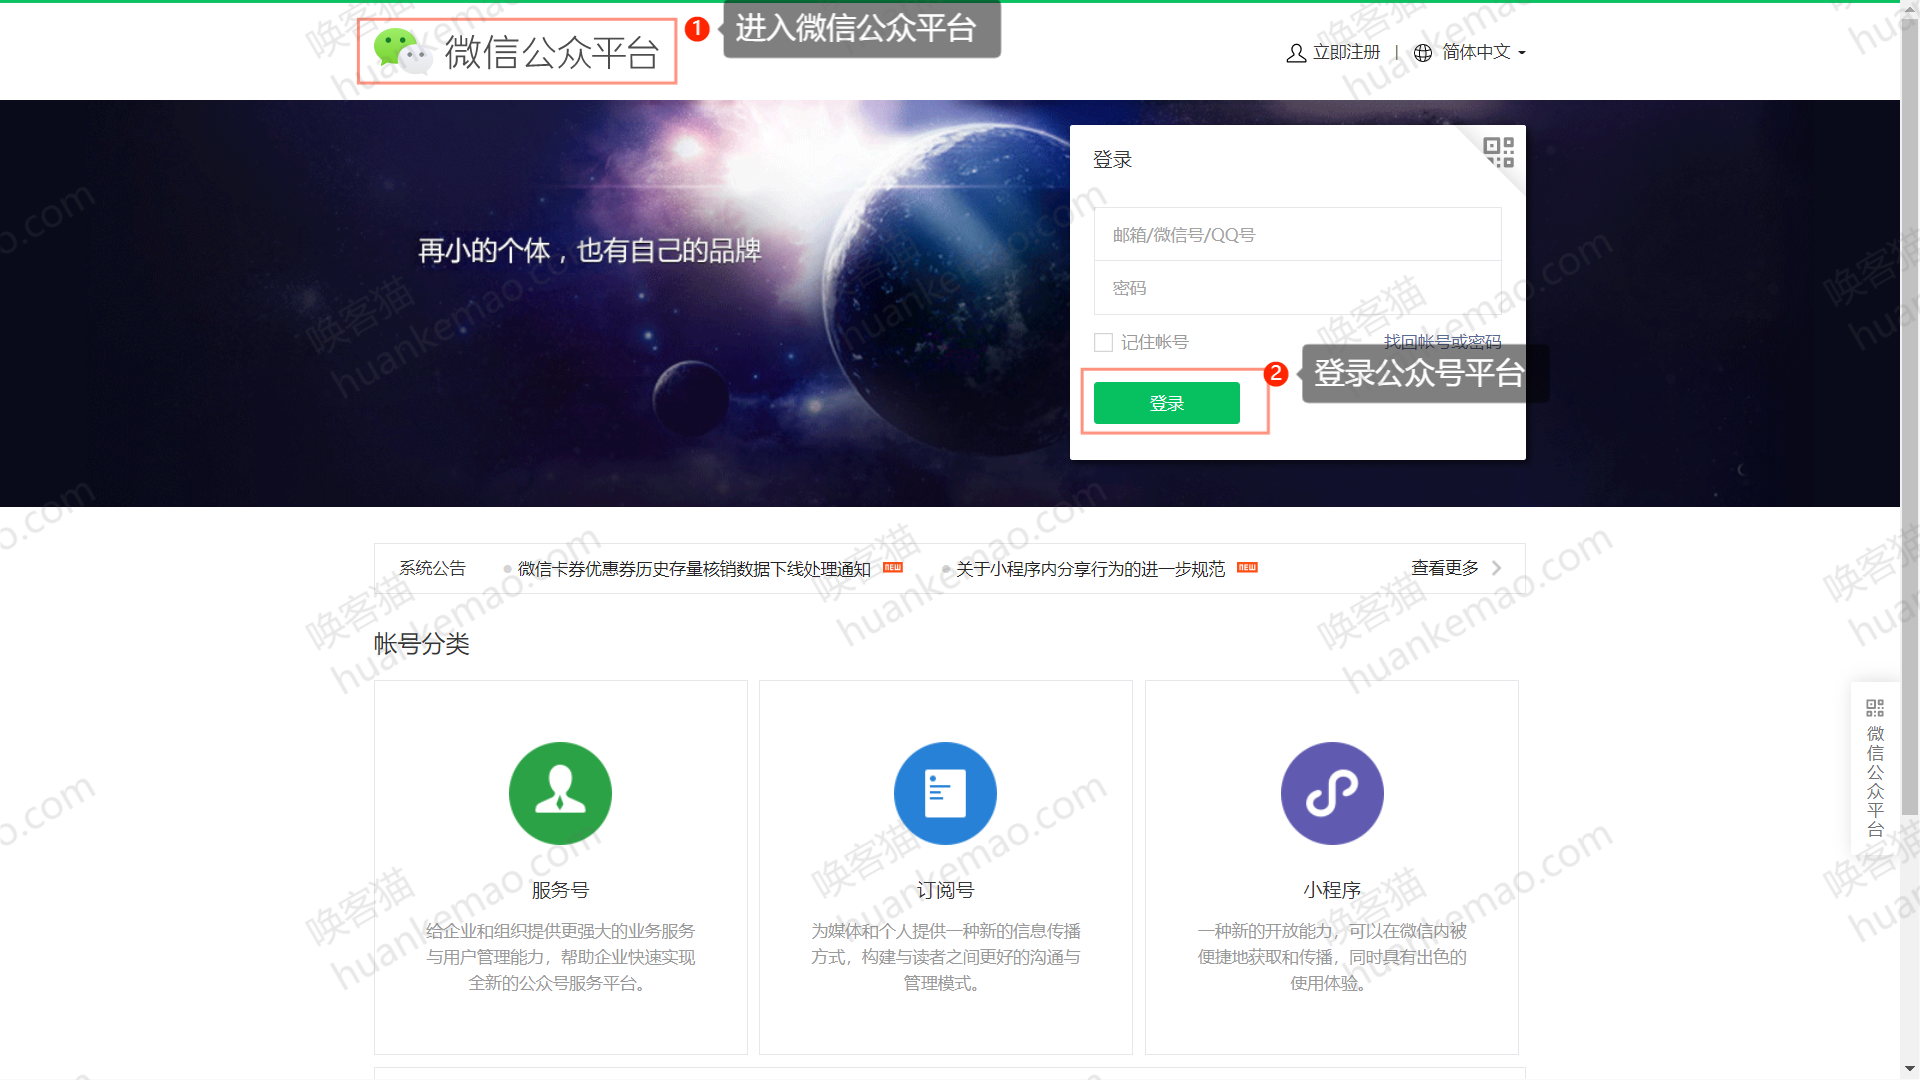 微信公众平台
1
进入微信公众平台
立即注册 | 简体中文
再小的个体，也有自己的品牌
登录
邮箱/微信号/QQ号
密码
记住帐号
找回帐号或密码
2
登录公众号平台
登录
系统公告
微信卡券优惠券历史存量核销数据下线处理通知 NEW
关于小程序内分享行为的进一步规范 NEW
查看更多
帐号分类
服务号
给企业和组织提供更强大的业务服务
与用户管理能力，帮助企业快速实现
全新的公众号服务平台。
订阅号
为媒体和个人提供一种新的信息传播
方式，构建与读者之间更好的沟通与
管理模式。
小程序
一种新的开放能力，可以在微信内被
便捷地获取和传播，同时具有出色的
使用体验。
微信公众平台
唤客猫
huankemao.com